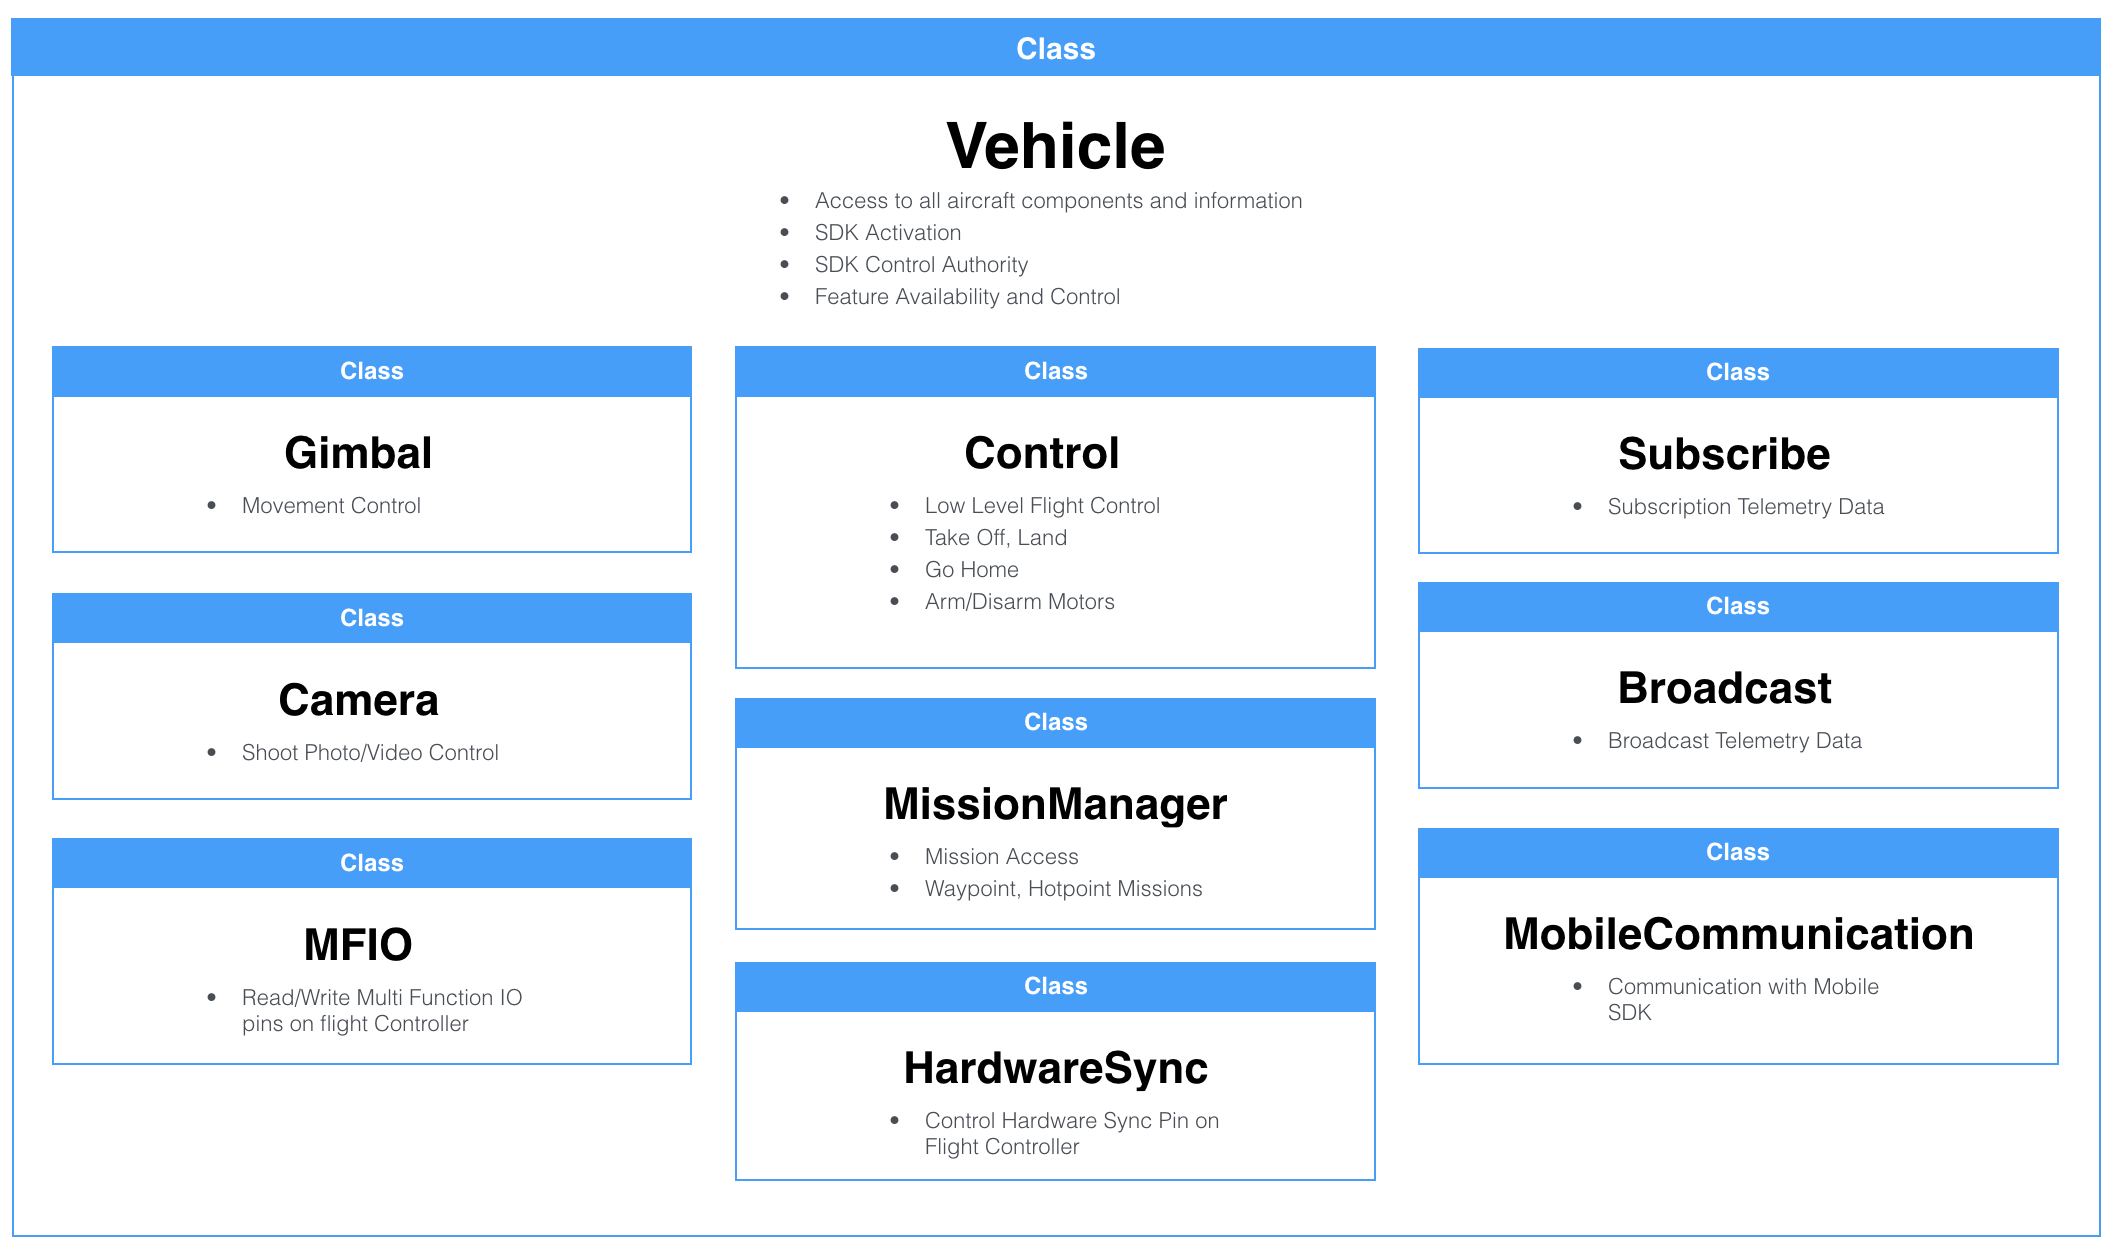 Class
Vehicle
• Access to all aircraft components and information
• SDK Activation
• SDK Control Authority
• Feature Availability and Control
Class
Gimbal
• Movement Control
Class
Camera
• Shoot Photo/Video Control
Class
MFIO
• Read/Write Multi Function IO
pins on flight Controller
Class
Control
• Low Level Flight Control
• Take Off, Land
• Go Home
• Arm/Disarm Motors
Class
MissionManager
• Mission Access
• Waypoint, Hotpoint Missions
Class
HardwareSync
• Control Hardware Sync Pin on
Flight Controller
Class
Subscribe
• Subscription Telemetry Data
Class
Broadcast
• Broadcast Telemetry Data
Class
MobileCommunication
• Communication with Mobile
SDK